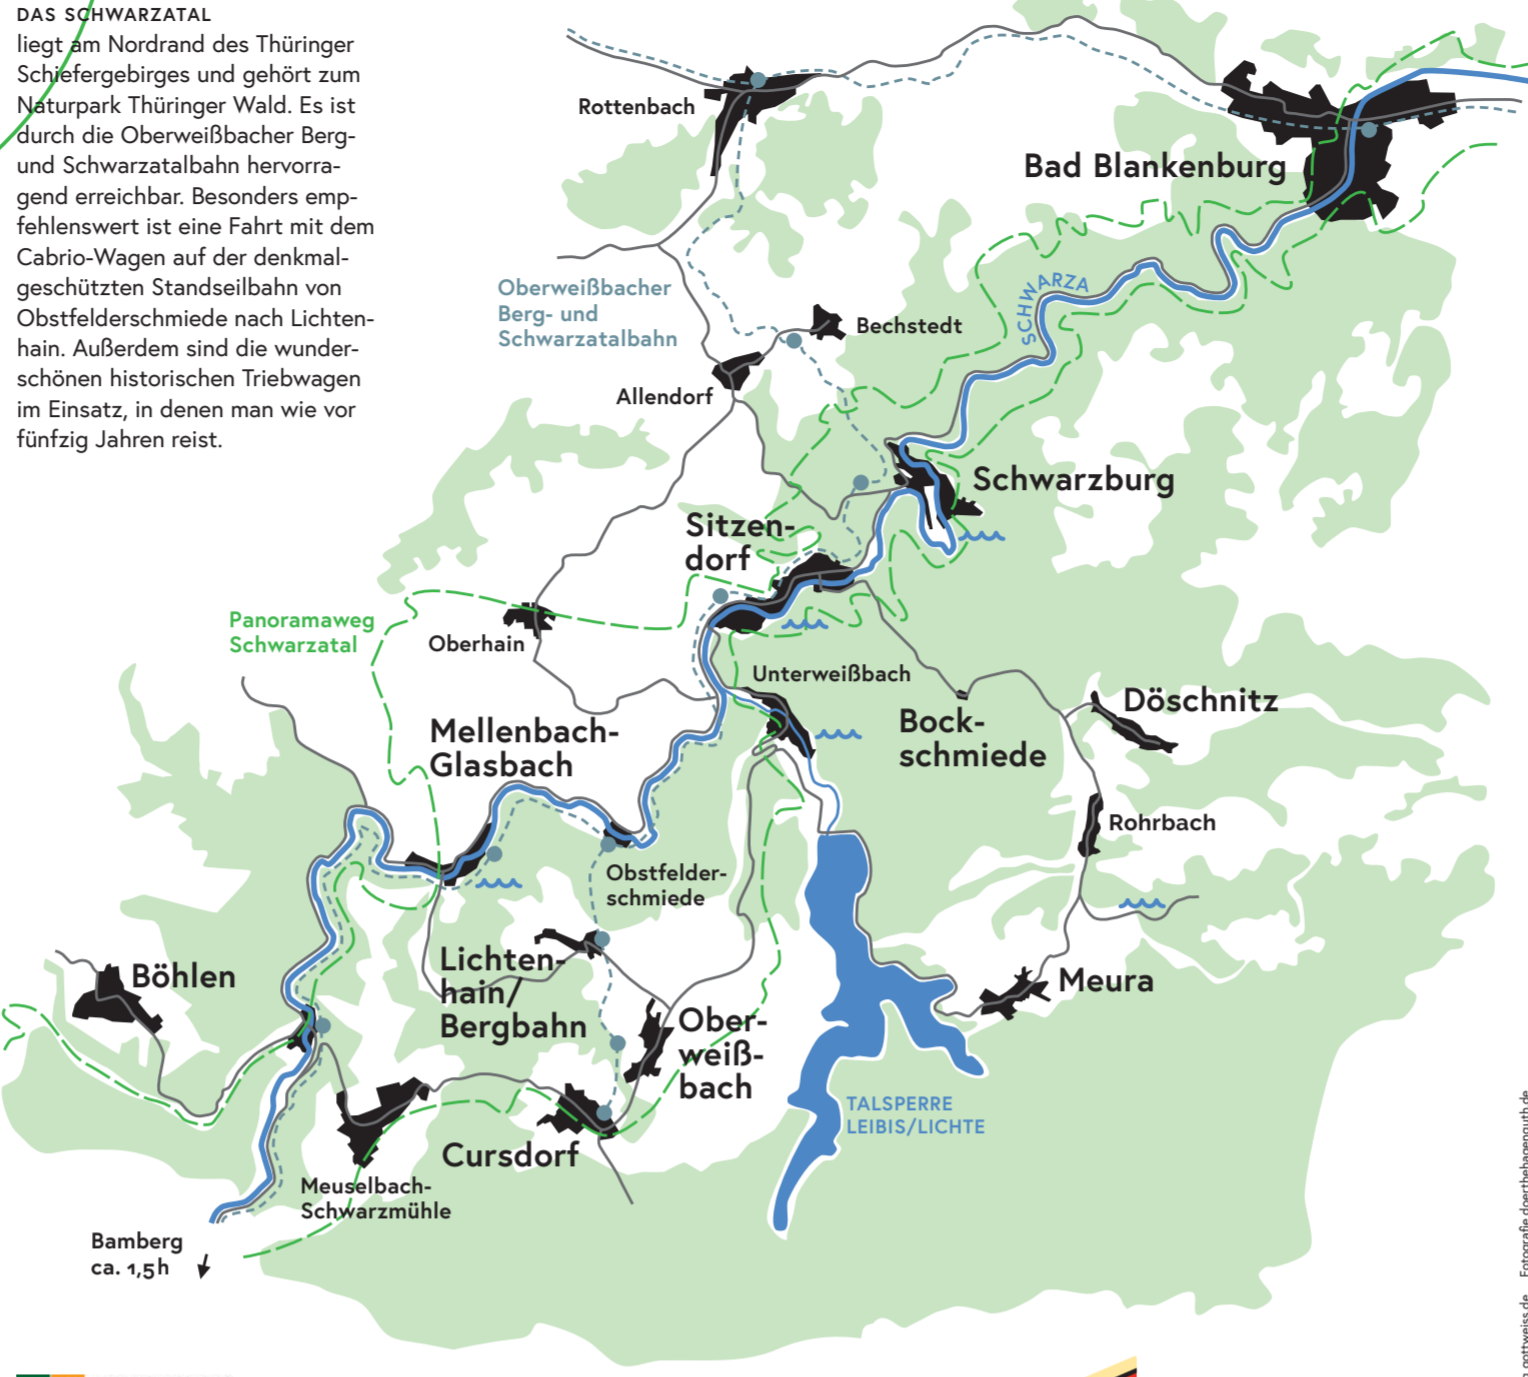 DAS SCHWARZATAL
liegt am Nordrand des Thüringer
Schiefergebirges und gehört zum
Naturpark Thüringer Wald. Es ist
durch die Oberweißbacher Berg-
und Schwarzatalbahn hervorra-
gend erreichbar. Besonders emp-
fehlenswert ist eine Fahrt mit dem
Cabrio-Wagen auf der denkmal-
geschützten Standseilbahn von
Obstfelderschmiede nach Lichten-
hain. Außerdem sind die wunder-
schönen historischen Triebwagen
im Einsatz, in denen man wie vor
fünfzig Jahren reist.
Rottenbach
Bad Blankenburg
Oberweißbacher
Berg- und
Schwarzatalbahn
SCHWARZA
Bechstedt
Allendorf
Schwarzburg
Sitzen-
dorf
Panoramaweg
Schwarzatal
Oberhain
Unterweißbach
Mellenbach-
Glasbach
Bock-
schmiede
Döschnitz
Rohrbach
Obstfelder-
schmiede
Böhlen
Lichten-
hain/
Bergbahn
Meura
Ober-
weiß-
bach
TALSPERRE
LEIBIS/LICHTE
Cursdorf
Meuselbach-
Schwarzmühle
Bamberg
ca. 1,5h
gottweiss.de Fotografie doerthehagenguth.de